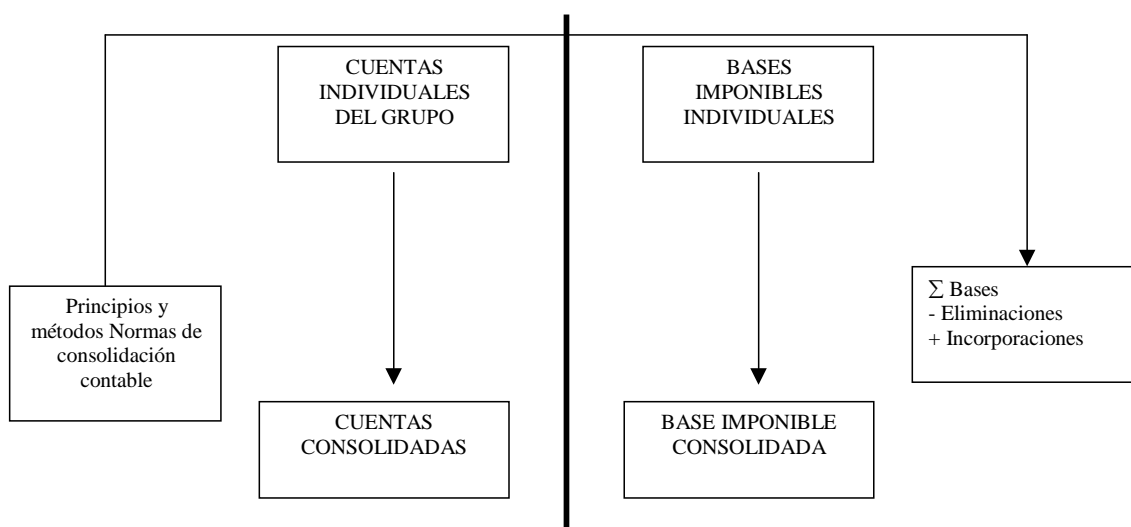 CUENTAS
INDIVIDUALES
DEL GRUPO
BASES
IMPONIBLES
INDIVIDUALES
Principios y
métodos Normas de
consolidación
contable
∑ Bases
- Eliminaciones
+ Incorporaciones
CUENTAS
CONSOLIDADAS
BASE IMPONIBLE
CONSOLIDADA